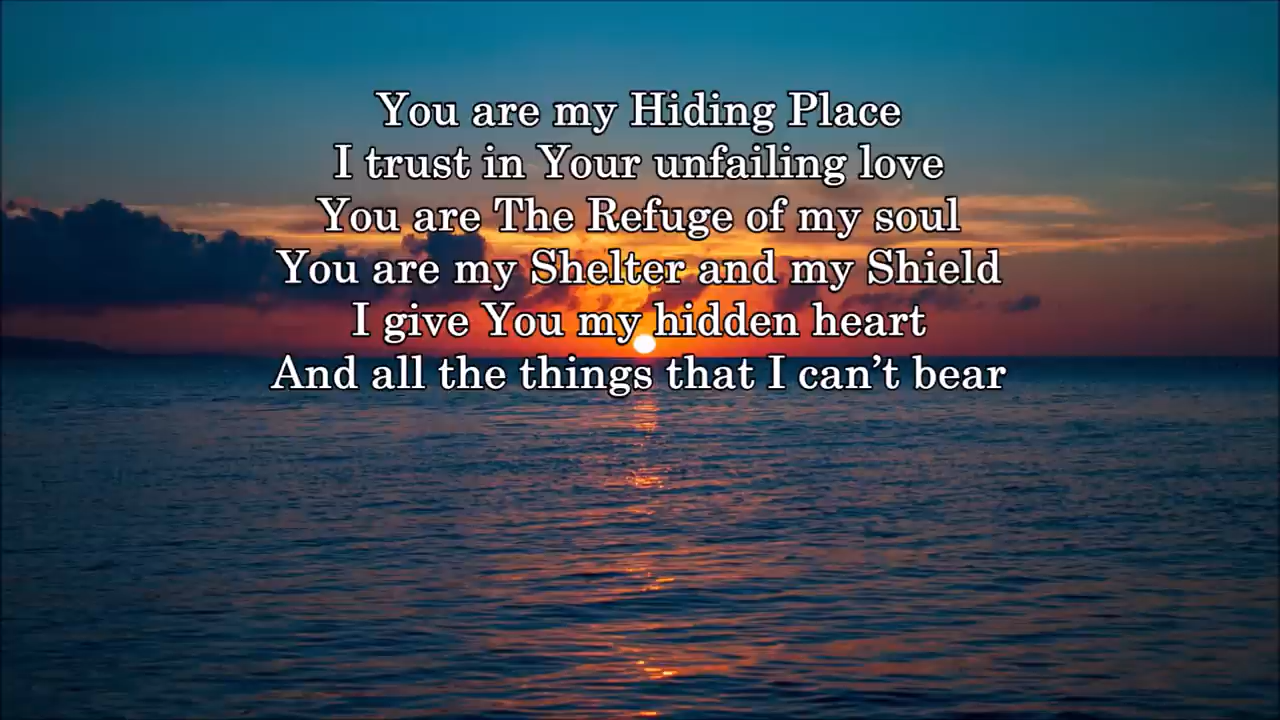 You are my Hiding Place
I trust in Your unfailing love
You are The Refuge of my soul
You are my Shelter and my Shield
I give You my hidden heart
And all the things that I can’t bear